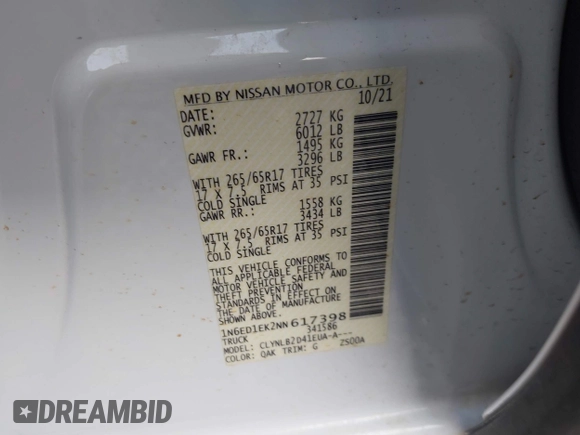 MFD BY NISSAN MOTOR CO., LTD.
DATE: 10/21
GVWR: 2727 KG
6012 LB
GAWR FR.: 1495 KG
3296 LB
WITH 265/65R17 TIRES
17 X 7.5 RIMS AT 35 PSI
COLD SINGLE
GAWR RR.: 1558 KG
3434 LB
WITH 265/65R17 TIRES
17 X 7.5 RIMS AT 35 PSI
COLD SINGLE
THIS VEHICLE CONFORMS TO
ALL APPLICABLE FEDERAL
MOTOR VEHICLE SAFETY AND
THEFT PREVENTION
STANDARDS IN EFFECT ON
THE DATE OF MANUFACTURE
1N6ED1EK2NN617398
TRUCK 341586
MODEL: CLYNLB2D41EUA-A---
COLOR: QAK TRIM: G Z50OA
DREAMBID